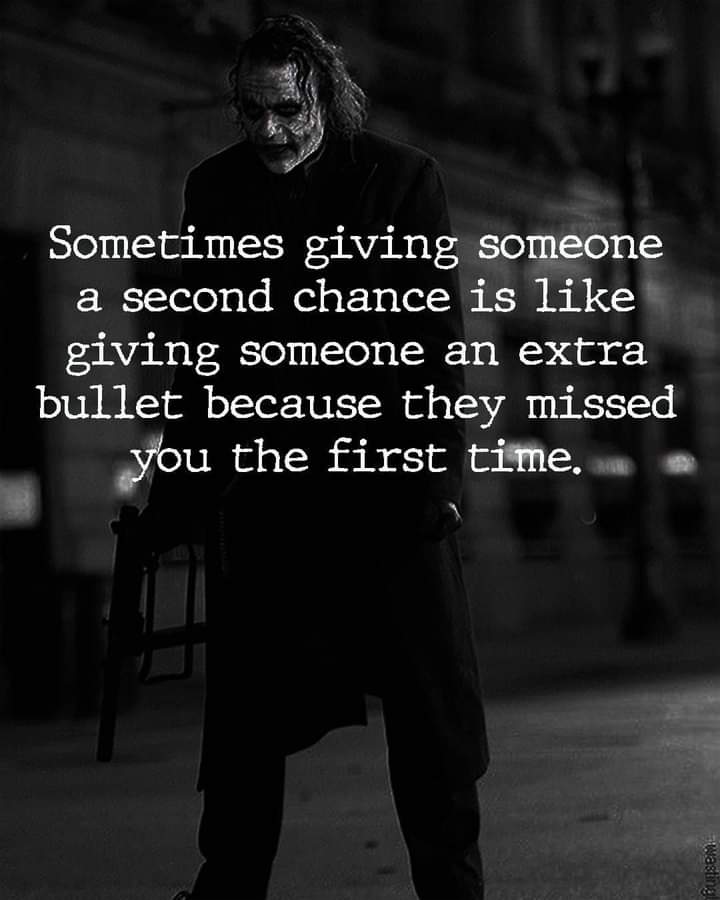 Sometimes giving someone
a second chance is like
giving someone an extra
bullet because they missed
you the first time.